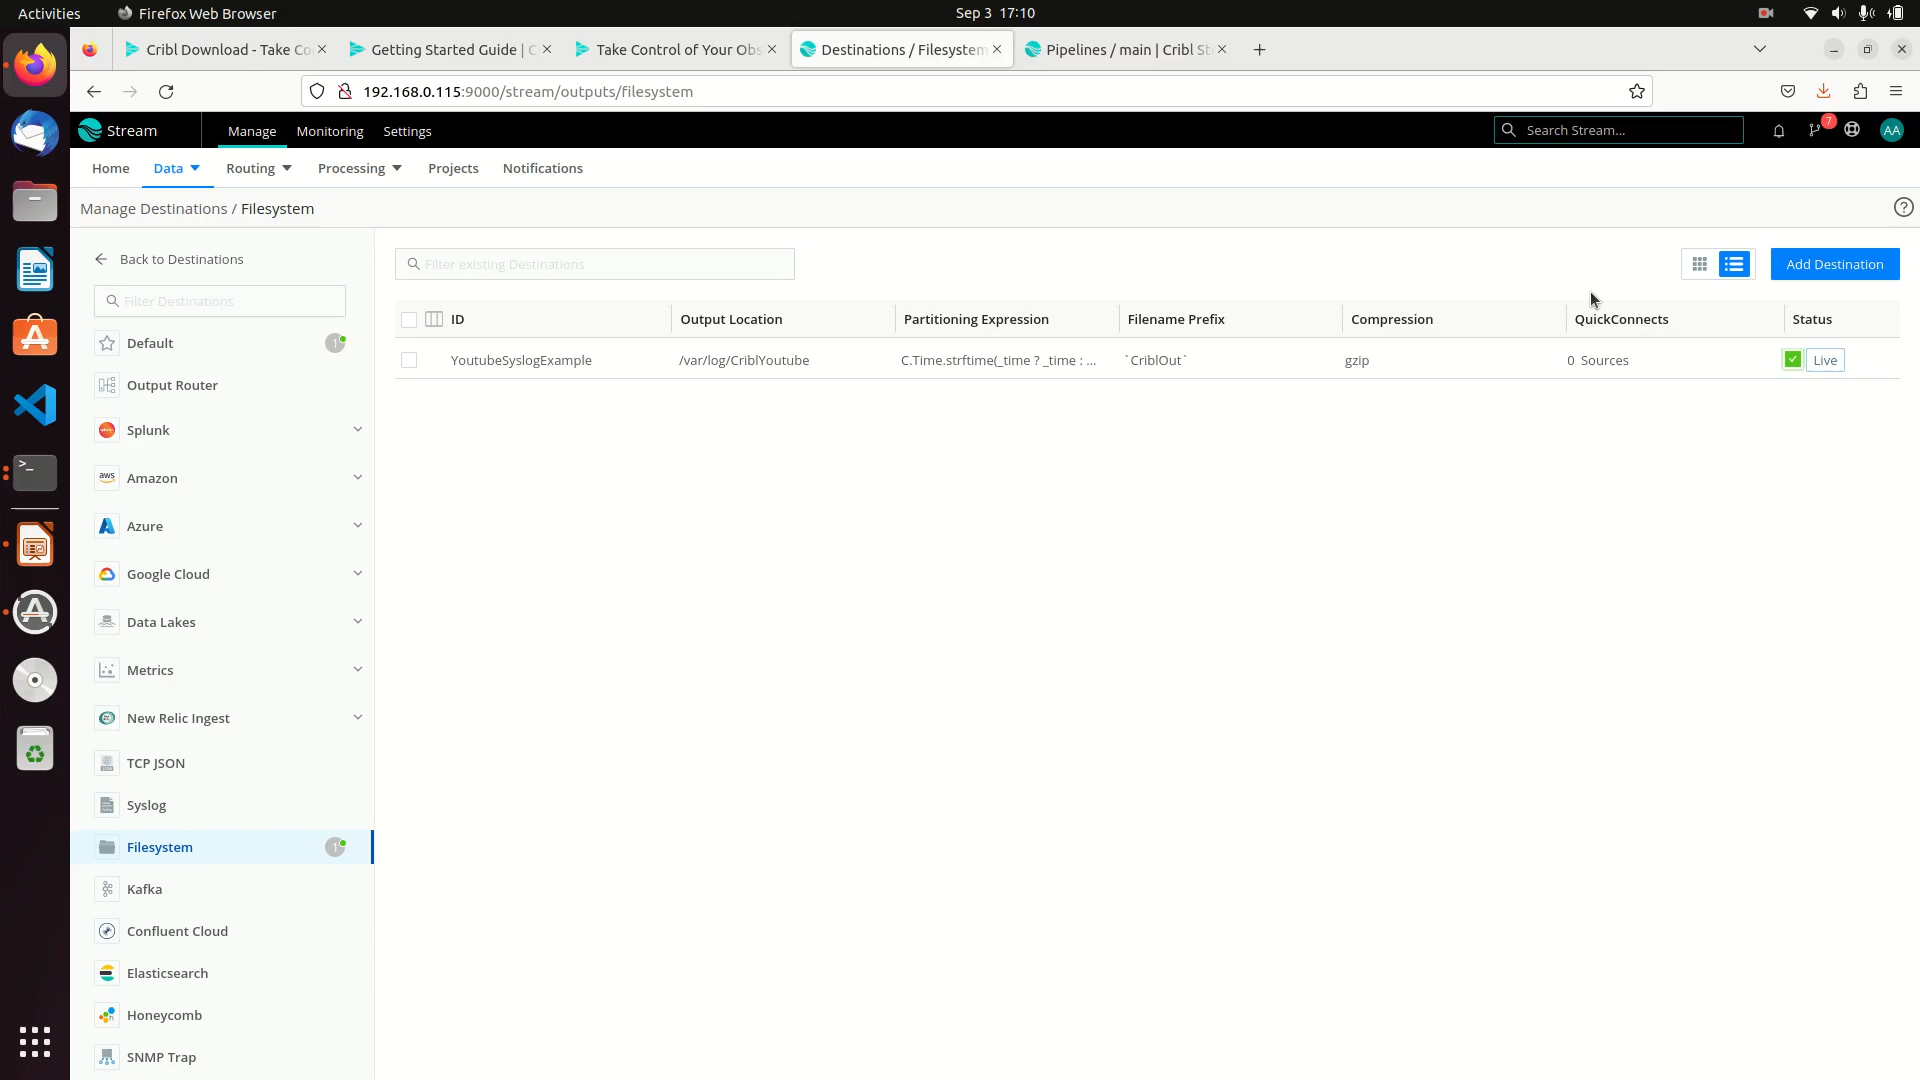 Activities
Firefox Web Browser
Sep 3 17:10
Cribl Download - Take Co
Getting Started Guide | C
Take Control of Your Obs
Destinations / Filesystem
Pipelines / main | Cribl St
192.168.0.115:9000/stream/outputs/filesystem
Stream
Manage
Monitoring
Settings
Search Stream...
7
AA
Home
Data
Routing
Processing
Projects
Notifications
Manage Destinations / Filesystem
Back to Destinations
Filter existing Destinations
Add Destination
Filter Destinations
ID
Output Location
Partitioning Expression
Filename Prefix
Compression
QuickConnects
Status
Default
1
YoutubeSyslogExample
/var/log/CriblYoutube
C.Time.strftime(_time ? _time : ...
`CriblOut`
gzip
0 Sources
Live
Output Router
Splunk
aws
Amazon
Azure
Google Cloud
Data Lakes
Metrics
New Relic Ingest
TCP JSON
Syslog
Filesystem
1
Kafka
Confluent Cloud
Elasticsearch
Honeycomb
SNMP Trap